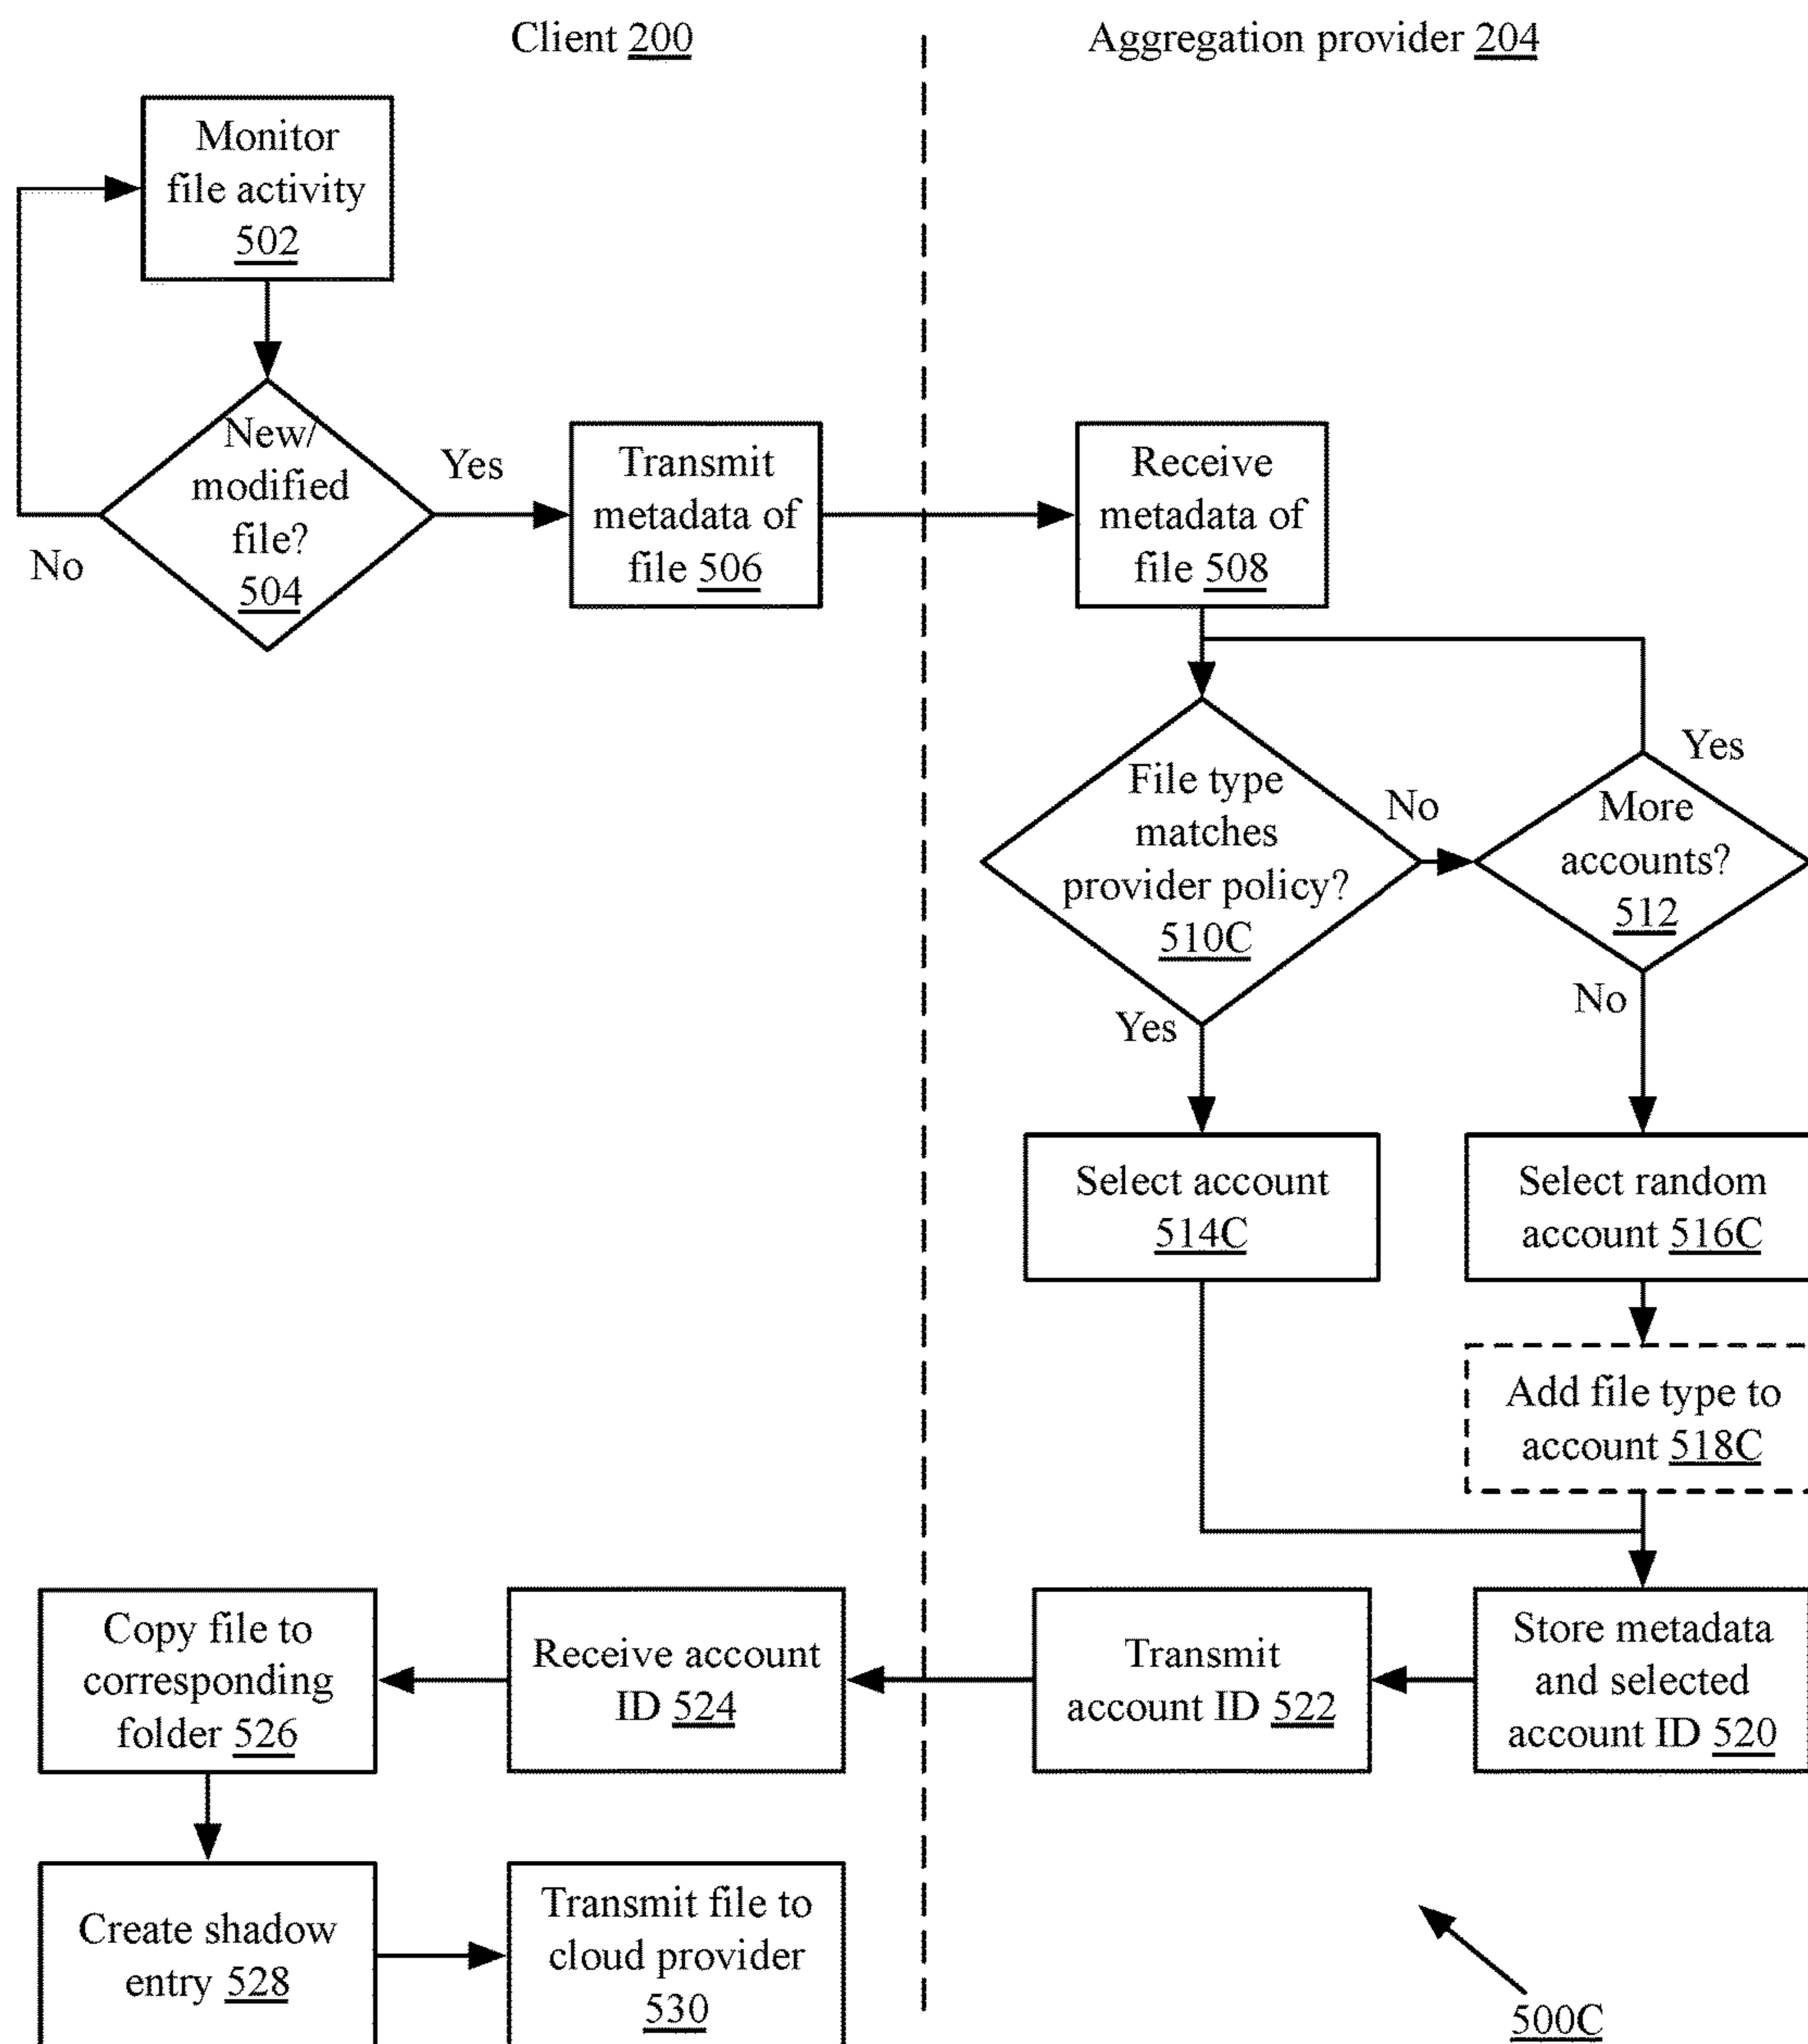 Client 200
Aggregation provider 204
Monitor
file activity
502
New/
modified
file?
504
Yes
No
Transmit
metadata of
file 506
Receive
metadata of
file 508
File type
matches
provider policy?
510C
No
Yes
More
accounts?
512
Yes
No
Select account
514C
Select random
account 516C
Add file type to
account 518C
Store metadata
and selected
account ID 520
Transmit
account ID 522
Receive account
ID 524
Copy file to
corresponding
folder 526
Create shadow
entry 528
Transmit file to
cloud provider
530
500C